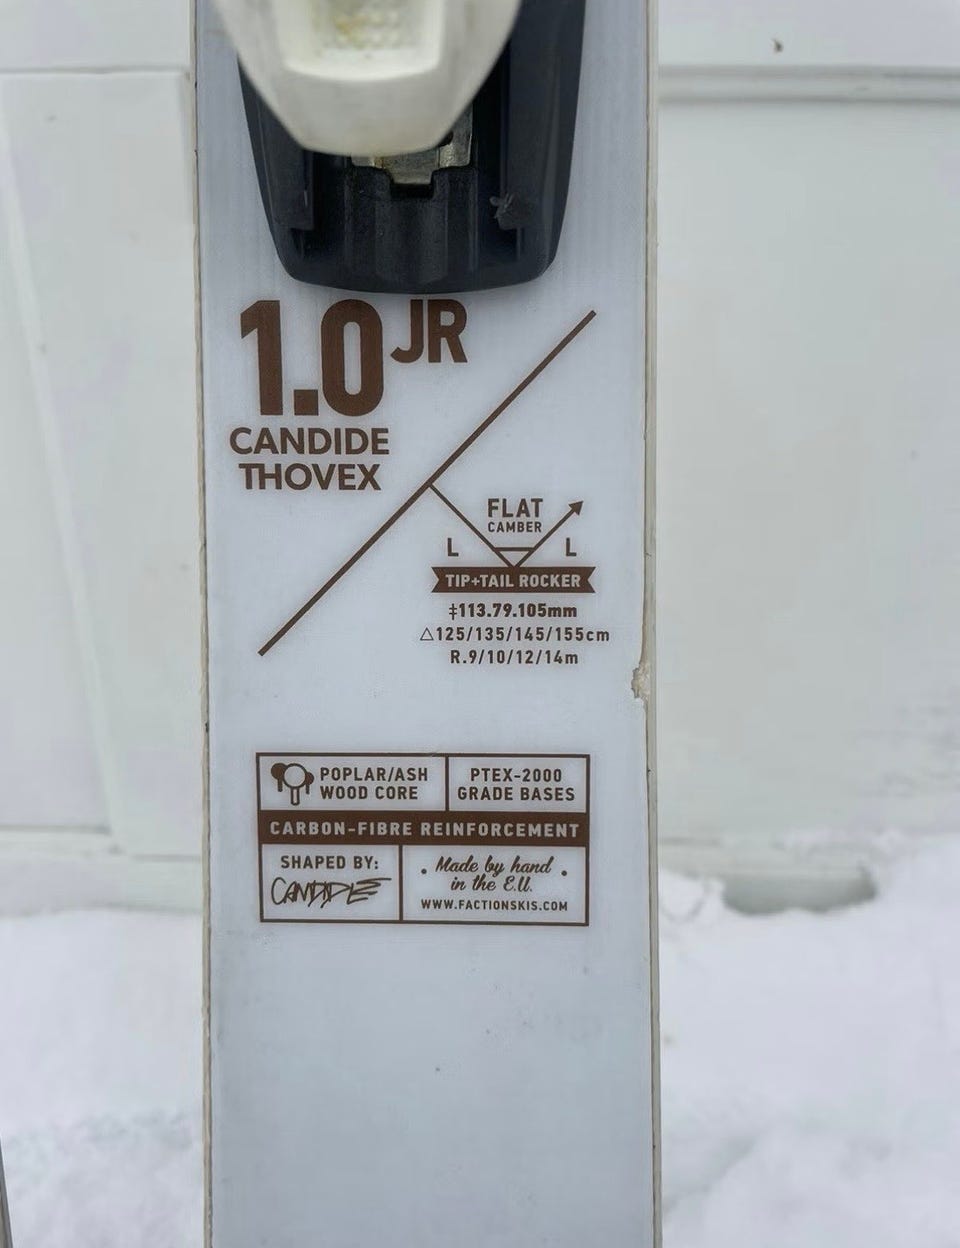 1.0 JR
CANDIDE
THOVEX
FLAT
CAMBER
L L
TIP+TAIL ROCKER
‡113.79.105mm
△125/135/145/155cm
R.9/10/12/14m
POPLAR/ASH
WOOD CORE
PTEX-2000
GRADE BASES
CARBON-FIBRE REINFORCEMENT
SHAPED BY:
CANDIDE
• Made by hand •
in the E.U.
WWW.FACTIONSKIS.COM